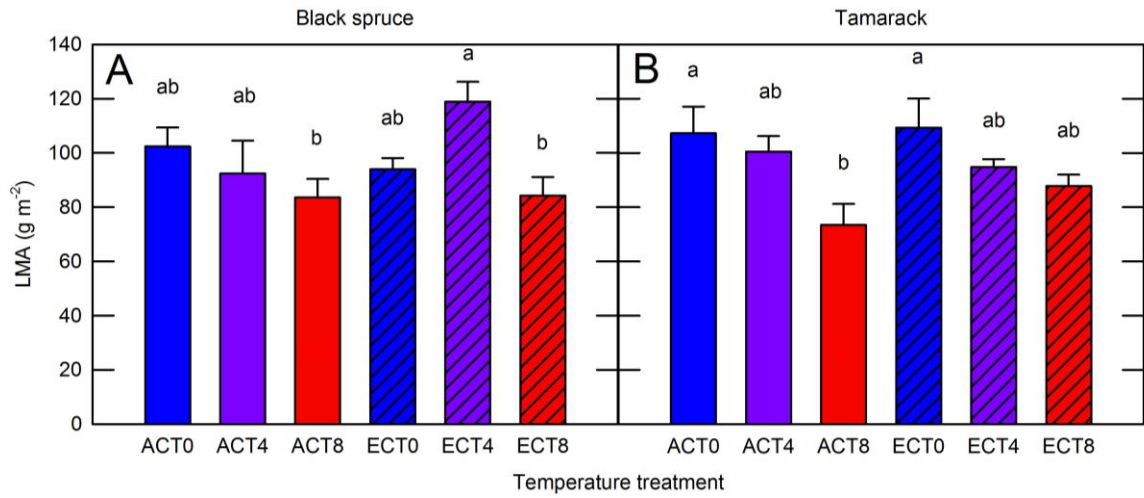 Black spruce Tamarack
140
120
100
80
60
40
20
0
LMA (g m-2)
A
ab ab b ab a b
B
a ab b a ab ab
ACT0 ACT4 ACT8 ECT0 ECT4 ECT8 ACT0 ACT4 ACT8 ECT0 ECT4 ECT8
Temperature treatment